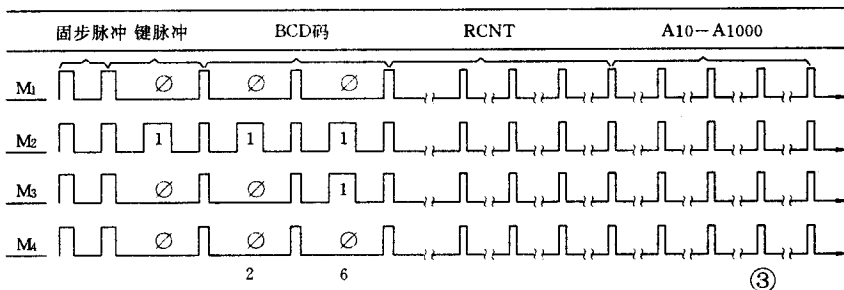 固步脉冲 键脉冲 BCD码 RCNT A10－A1000
M₁ ∅ ∅ ∅
M₂ 1 1 1
M₃ ∅ ∅ 1
M₄ ∅ ∅ ∅
2 6 ③